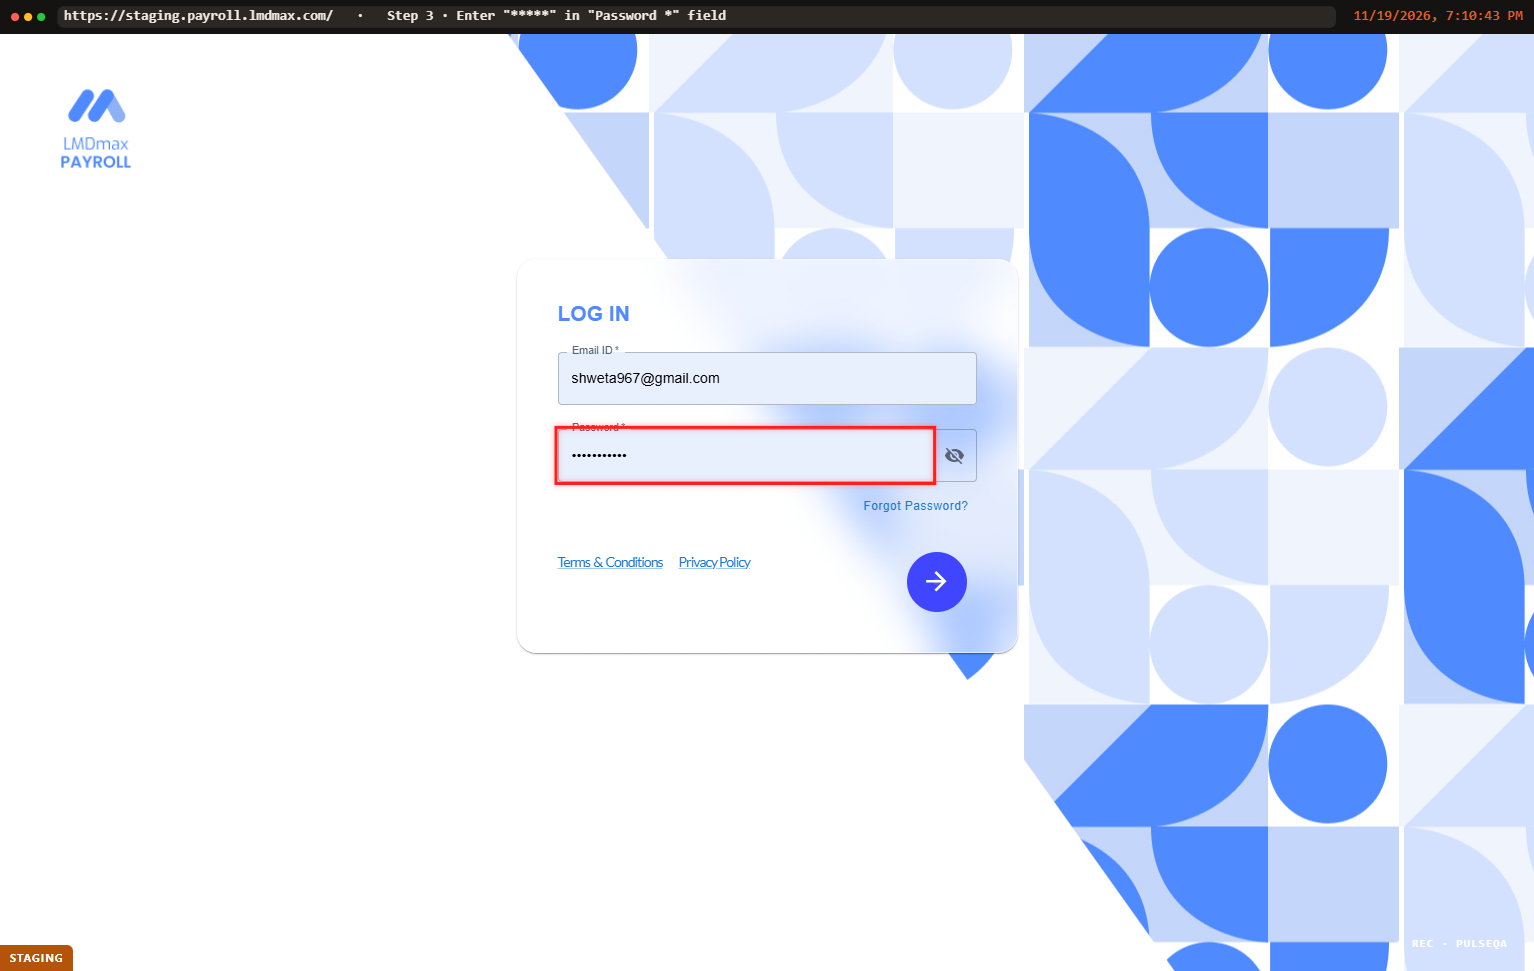 https://staging.payroll.lmdmax.com/ · Step 3 · Enter "*****" in "Password *" field
11/19/2026, 7:10:43 PM
LMDmax
PAYROLL
LOG IN
Email ID *
shweta967@gmail.com
Password *
•••••••••••
Forgot Password?
Terms & Conditions Privacy Policy
REC · PULSEQA
STAGING